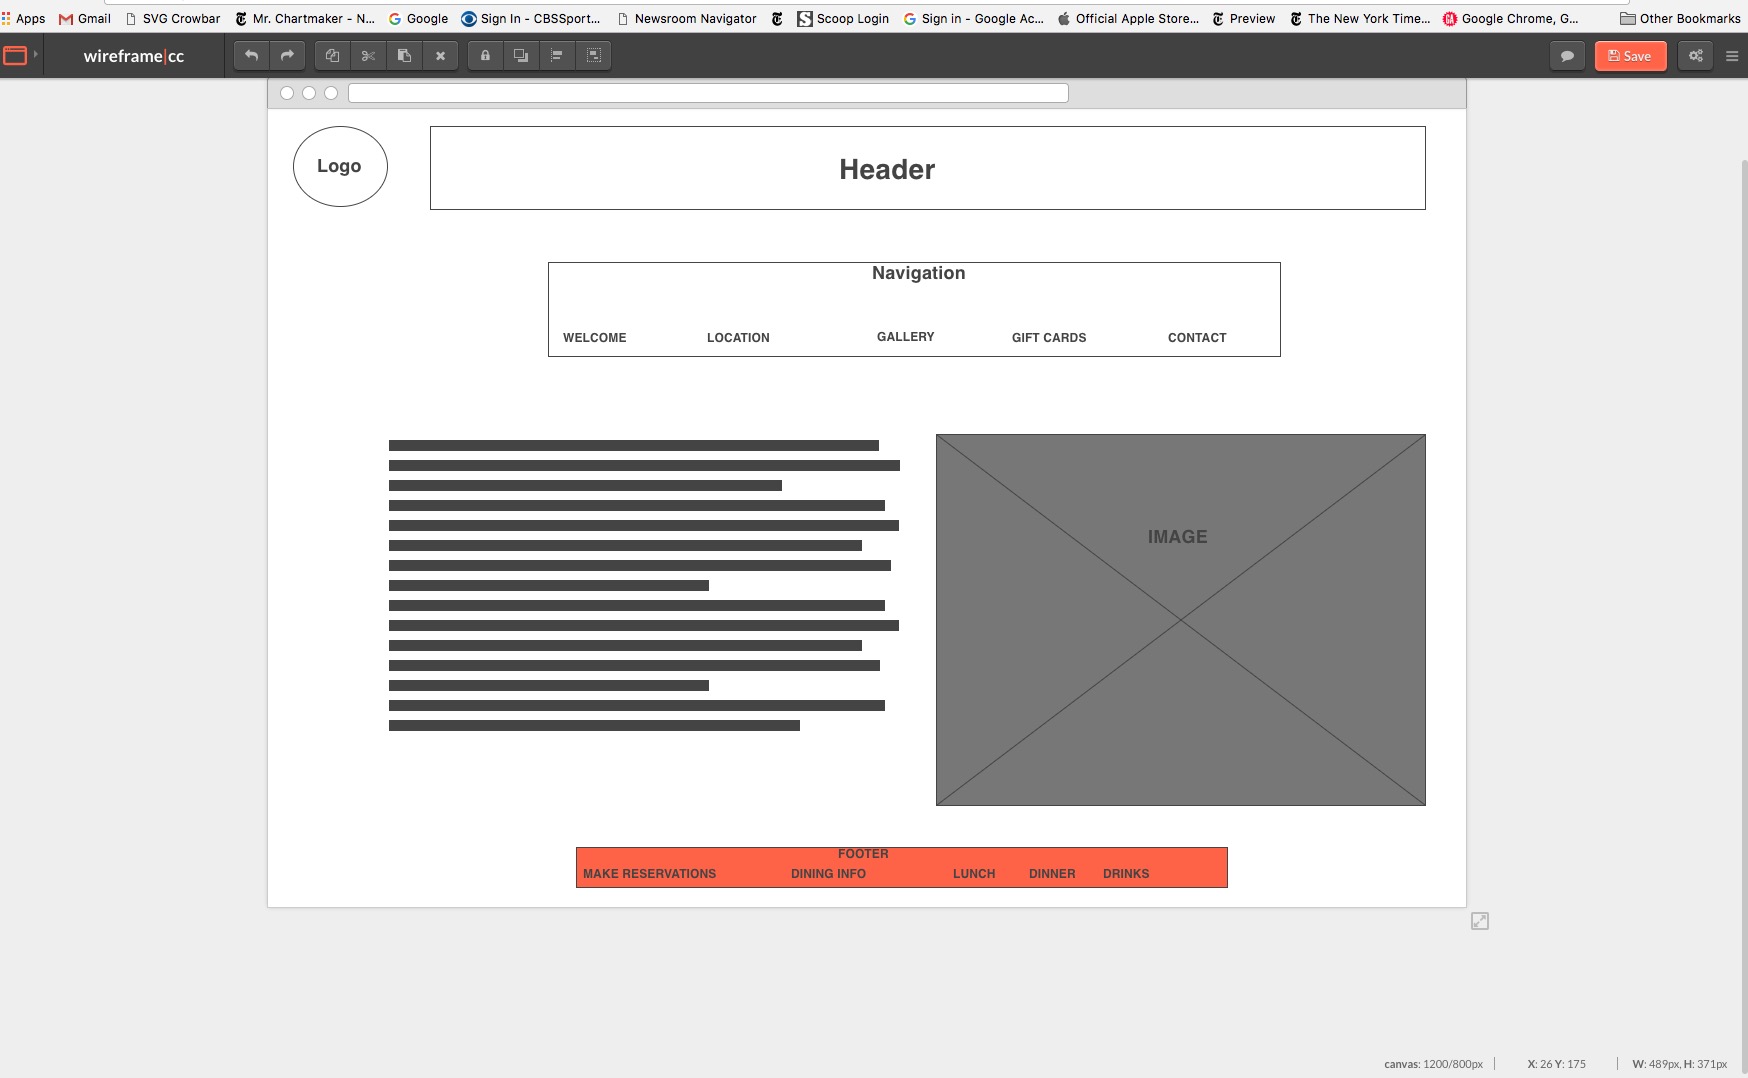 Apps Gmail SVG Crowbar Mr. Chartmaker - N... Google Sign In - CBSSport... Newsroom Navigator Scoop Login Sign in - Google Ac... Official Apple Store... Preview The New York Time... Google Chrome, G... Other Bookmarks
wireframe|cc Save
Logo
Header
Navigation
WELCOME LOCATION GALLERY GIFT CARDS CONTACT
IMAGE
FOOTER
MAKE RESERVATIONS DINING INFO LUNCH DINNER DRINKS
canvas: 1200/800px X: 26 Y: 175 W: 489px, H: 371px